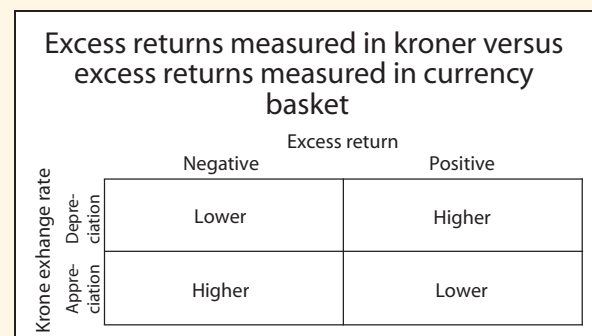 Excess returns measured in kroner versus
excess returns measured in currency
basket
Excess return
Negative Positive
Krone exhange rate
Depre-
ciation
Lower Higher
Appre-
ciation
Higher Lower